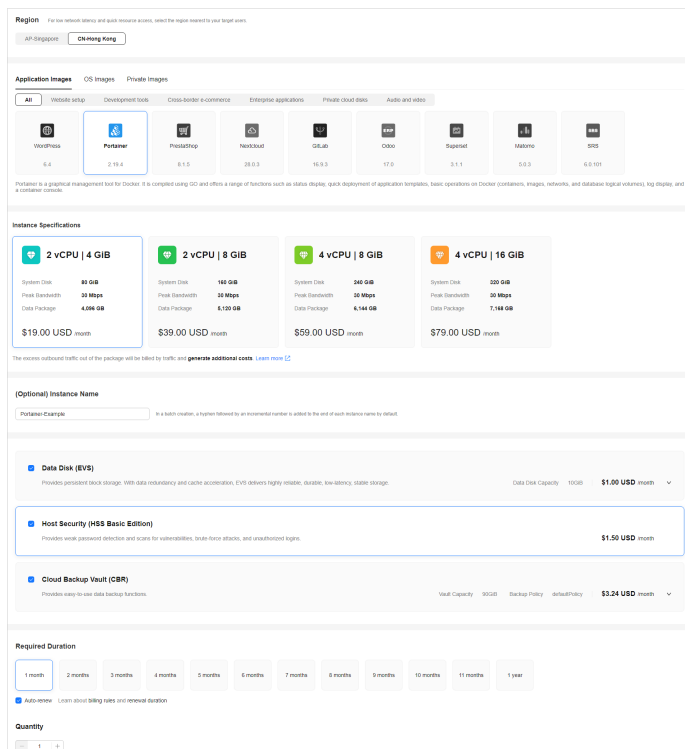 Region For low network latency and quick resource access, select the region nearest to your target users.
AP-Singapore CN-Hong Kong
Application Images OS Images Private Images
All Website setup Development tools Cross-border e-commerce Enterprise applications Private cloud disks Audio and video
WordPress Portainer PrestaShop Nextcloud GitLab Odoo Superset Matomo SRS
6.4 2.19.4 8.1.5 28.0.3 16.9.3 17.0 3.1.1 5.0.3 6.0.101
Portainer is a graphical management tool for Docker. It is compiled using GO and offers a range of functions such as status display, quick deployment of application templates, basic operations on Docker (containers, images, networks, and database logical volumes), log display, and
a container console.
Instance Specifications
2 vCPU | 4 GiB 2 vCPU | 8 GiB 4 vCPU | 8 GiB 4 vCPU | 16 GiB
System Disk 80 GiB System Disk 160 GiB System Disk 240 GiB System Disk 320 GiB
Peak Bandwidth 30 Mbps Peak Bandwidth 30 Mbps Peak Bandwidth 30 Mbps Peak Bandwidth 30 Mbps
Data Package 4,096 GB Data Package 5,120 GB Data Package 6,144 GB Data Package 7,168 GB
$19.00 USD /month $39.00 USD /month $59.00 USD /month $79.00 USD /month
The excess outbound traffic out of the package will be billed by traffic and generate additional costs. Learn more
(Optional) Instance Name
Portainer-Example In a batch creation, a hyphen followed by an incremental number is added to the end of each instance name by default.
Data Disk (EVS)
Provides persistent block storage. With data redundancy and cache acceleration, EVS delivers highly reliable, durable, low-latency, stable storage. Data Disk Capacity 10GiB $1.00 USD /month
Host Security (HSS Basic Edition)
Provides weak password detection and scans for vulnerabilities, brute-force attacks, and unauthorized logins. $1.50 USD /month
Cloud Backup Vault (CBR)
Provides easy-to-use data backup functions. Vault Capacity 90GiB Backup Policy defaultPolicy $3.24 USD /month
Required Duration
1 month 2 months 3 months 4 months 5 months 6 months 7 months 8 months 9 months 10 months 11 months 1 year
Auto-renew Learn about billing rules and renewal duration
Quantity
- 1 +